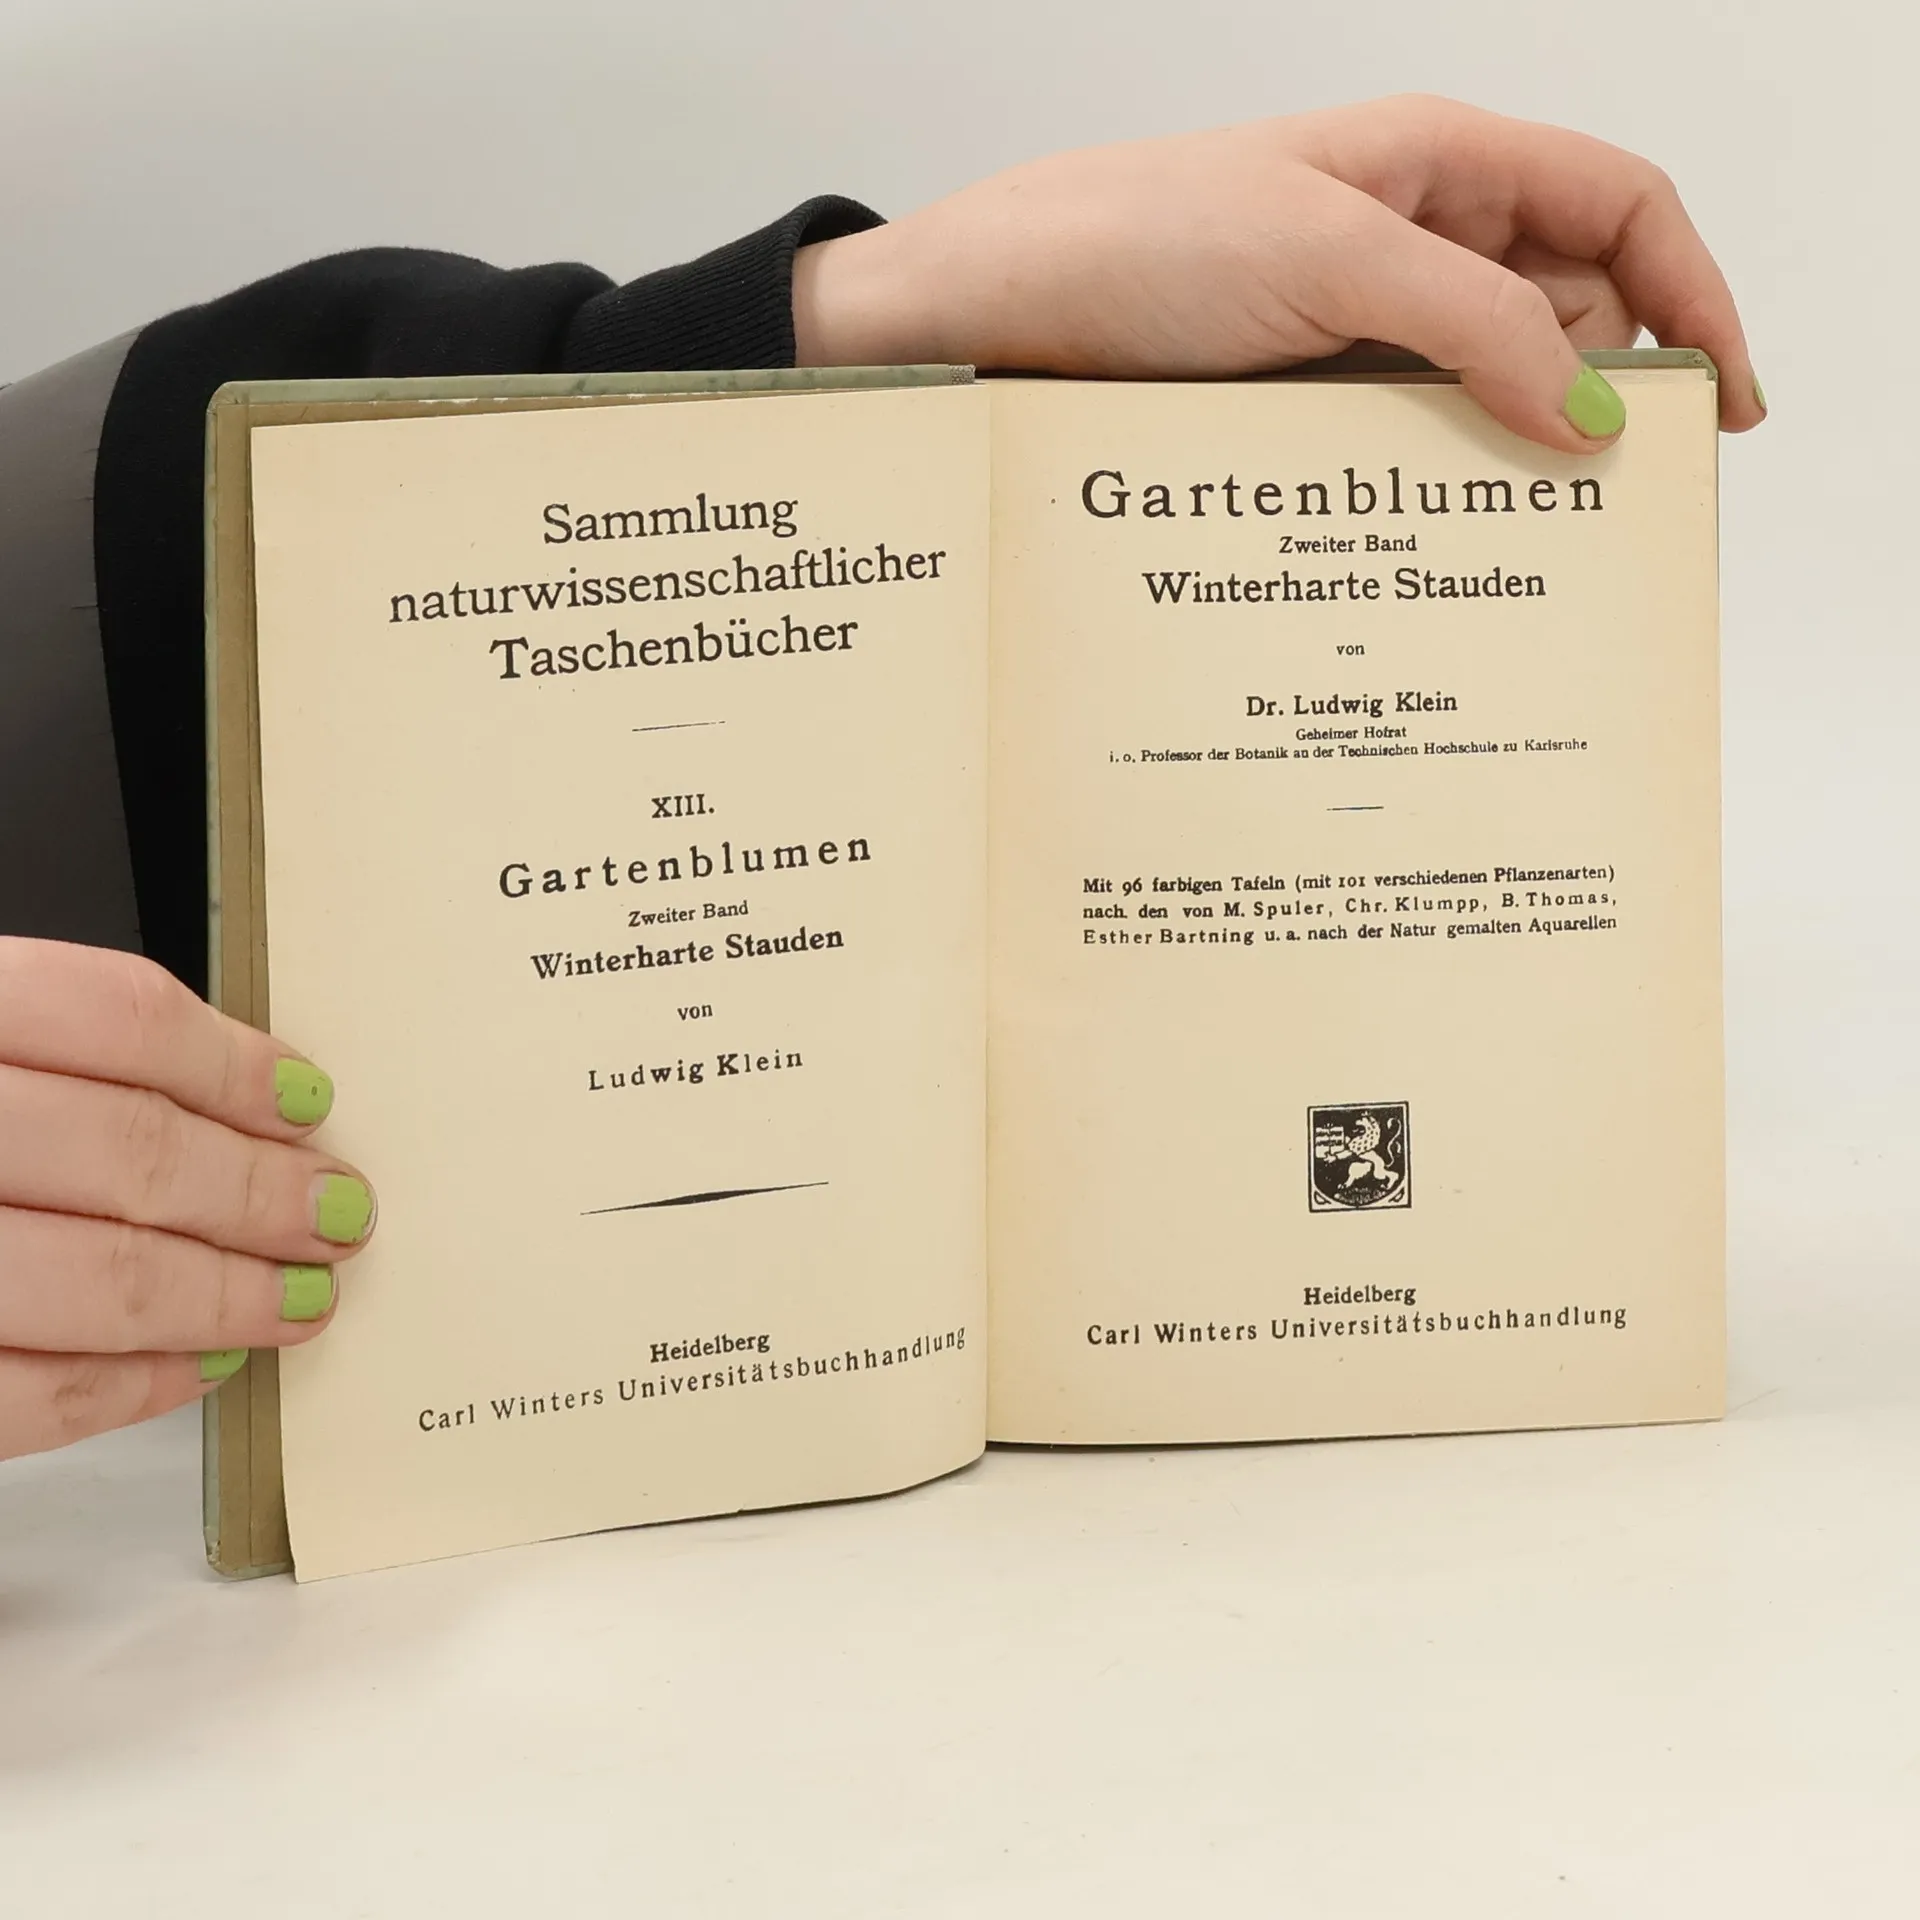 Sammlung
naturwissenschaftlicher
Taschenbücher
XIII.
Gartenblumen
Zweiter Band
Winterharte Stauden
von
Ludwig Klein
Heidelberg
Carl Winters Universitätsbuchhandlung
Gartenblumen
Zweiter Band
Winterharte Stauden
von
Dr. Ludwig Klein
Geheimer Hofrat
i. o. Professor der Botanik an der Technischen Hochschule zu Karlsruhe
Mit 96 farbigen Tafeln (mit 101 verschiedenen Pflanzenarten)
nach den von M. Spuler, Chr. Klumpp, B. Thomas,
Esther Bartning u. a. nach der Natur gemalten Aquarellen
Heidelberg
Carl Winters Universitätsbuchhandlung